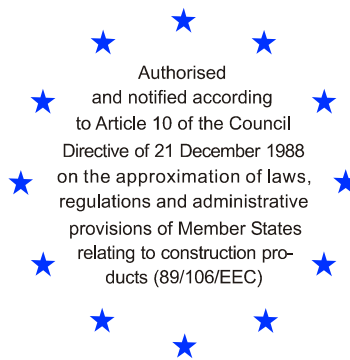 Authorised
and notified according
to Article 10 of the Council
Directive of 21 December 1988
on the approximation of laws,
regulations and administrative
provisions of Member States
relating to construction pro-
ducts (89/106/EEC)